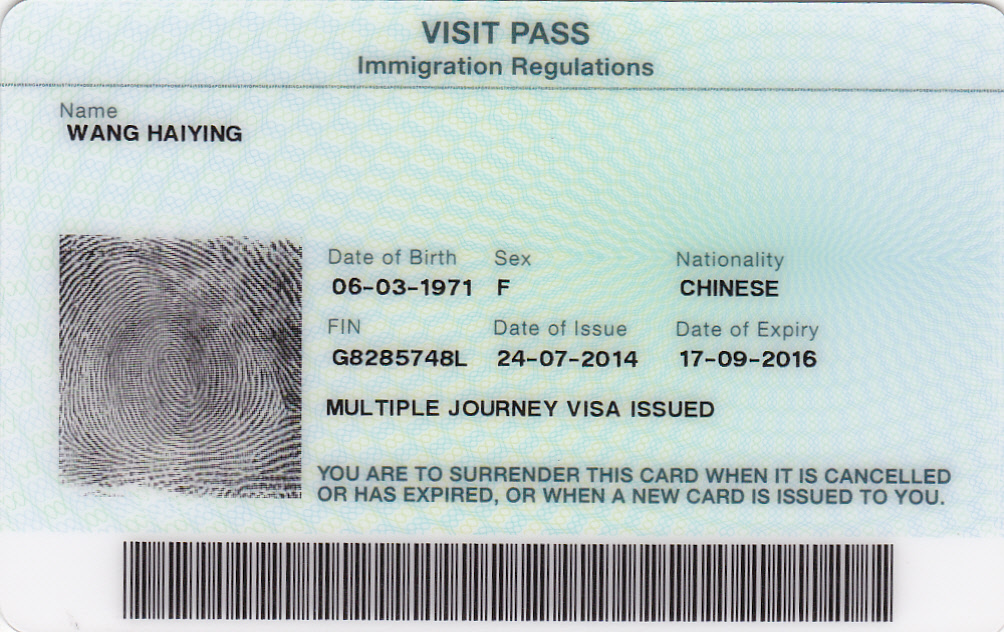 VISIT PASS
Immigration Regulations
Name
WANG HAIYING
Date of Birth Sex Nationality
06-03-1971 F CHINESE
FIN Date of Issue Date of Expiry
G8285748L 24-07-2014 17-09-2016
MULTIPLE JOURNEY VISA ISSUED
YOU ARE TO SURRENDER THIS CARD WHEN IT IS CANCELLED
OR HAS EXPIRED, OR WHEN A NEW CARD IS ISSUED TO YOU.